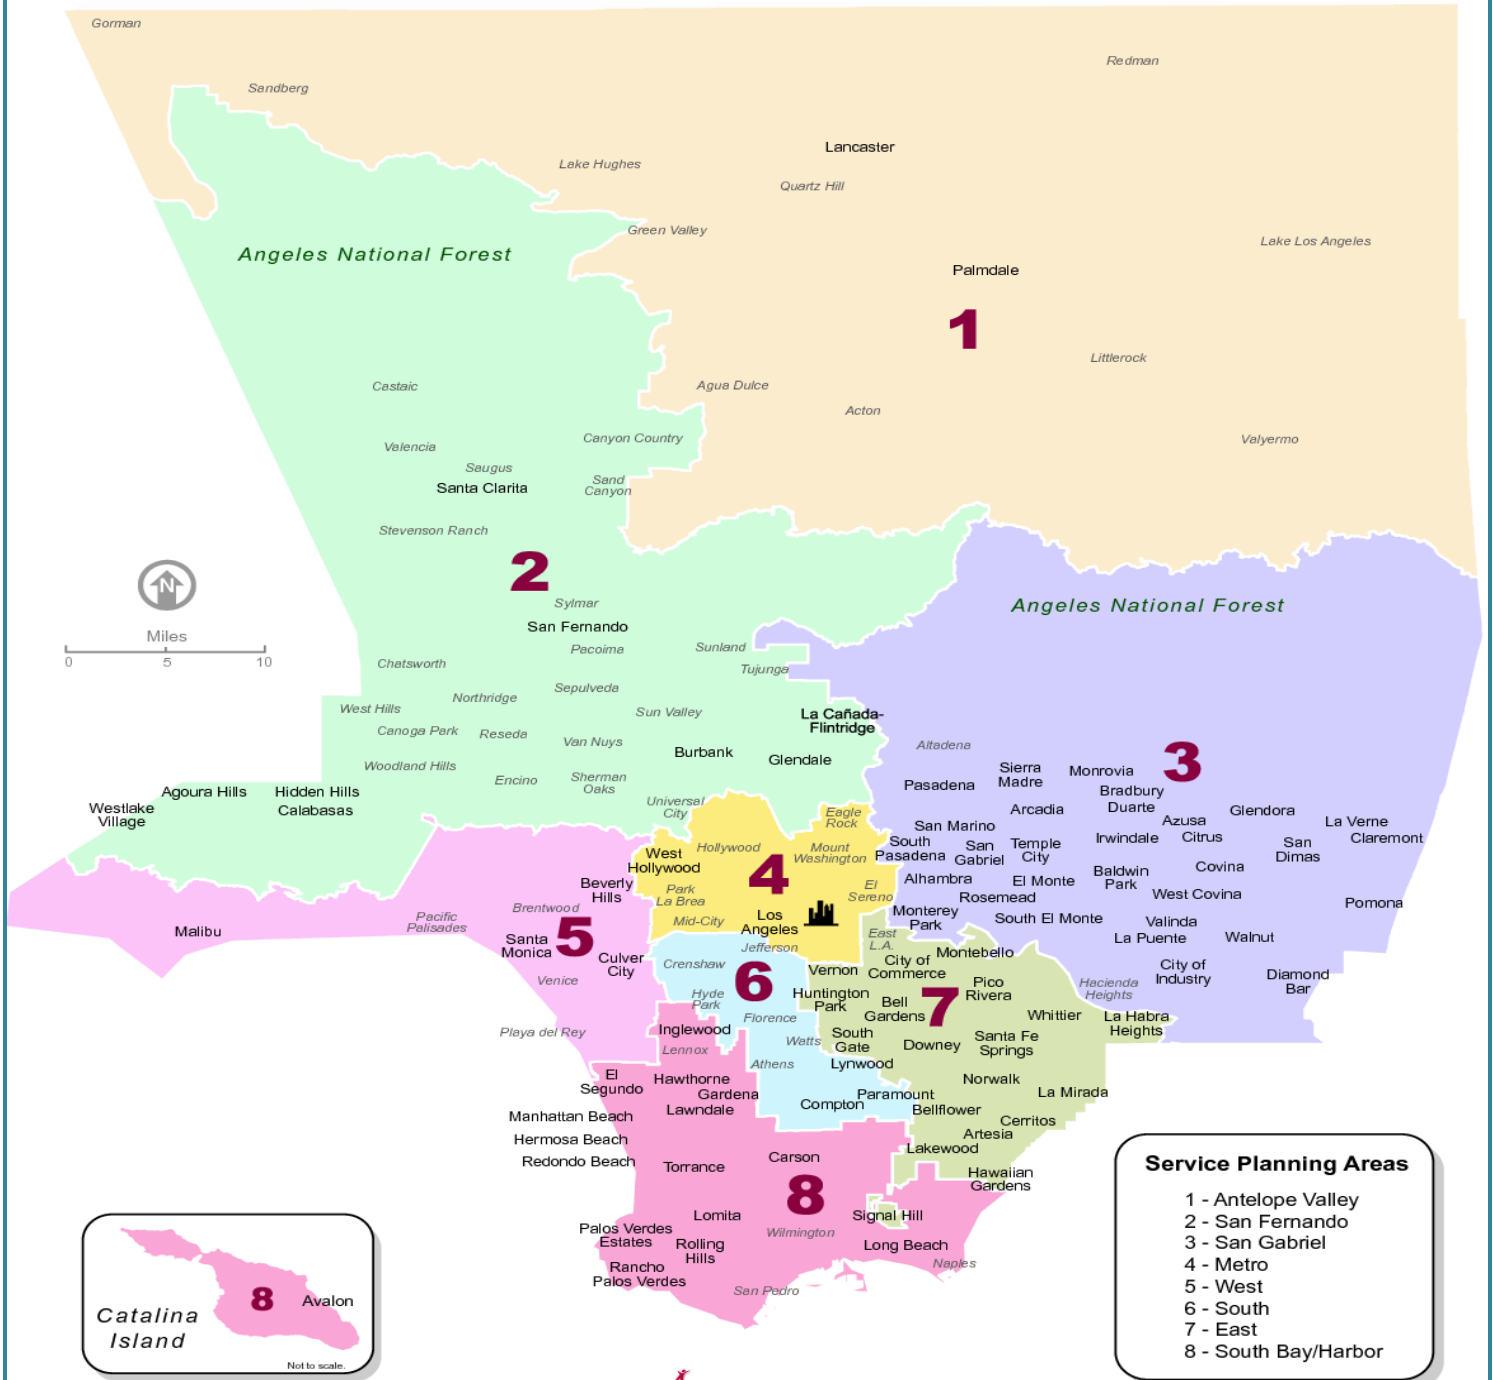 Gorman
Redman
Sandberg
Lancaster
Lake Hughes
Quartz Hill
Green Valley
Lake Los Angeles
Angeles National Forest
Palmdale
1
Littlerock
Castaic
Agua Dulce
Acton
Canyon Country
Valyermo
Valencia
Saugus
Santa Clarita
Sand
Canyon
Stevenson Ranch
2
N
Miles
0 5 10
Sylmar
San Fernando
Pacoima
Sunland
Tujunga
Chatsworth
Northridge
Sepulveda
West Hills
Sun Valley
Canoga Park
Reseda
Van Nuys
La Cañada-
Flintridge
Burbank
Glendale
Woodland Hills
Encino
Sherman
Oaks
Universal
City
Agoura Hills
Hidden Hills
Calabasas
Westlake
Village
Angeles National Forest
Altadena
3
Pasadena
Sierra
Madre
Monrovia
Bradbury
Duarte
Arcadia
Azusa
Glendora
La Verne
Claremont
San Marino
Irwindale
Citrus
South
Pasadena
San
Gabriel
Temple
City
San
Dimas
Alhambra
El Monte
Baldwin
Park
Covina
Rosemead
West Covina
Pomona
Monterey
Park
South El Monte
Valinda
La Puente
Walnut
City of
Industry
Diamond
Bar
Hacienda
Heights
Eagle
Rock
Hollywood
Mount
Washington
West
Hollywood
4
Park
La Brea
El
Sereno
Mid-City
Los
Angeles
Beverly
Hills
Brentwood
Pacific
Palisades
Malibu
Santa
Monica
5
Culver
City
Venice
Playa del Rey
Jefferson
Crenshaw
6
Hyde
Park
Florence
Watts
Athens
Lynwood
Compton
Paramount
East
L.A.
Montebello
City of
Commerce
Vernon
Huntington
Park
Bell
Gardens
7
Pico
Rivera
Whittier
La Habra
Heights
South
Gate
Downey
Santa Fe
Springs
Norwalk
La Mirada
Bellflower
Cerritos
Artesia
Lakewood
Hawaiian
Gardens
Inglewood
Lennox
El
Segundo
Hawthorne
Gardena
Lawndale
Manhattan Beach
Hermosa Beach
Redondo Beach
Torrance
Carson
8
Lomita
Signal Hill
Wilmington
Palos Verdes
Estates
Rolling
Hills
Long Beach
Rancho
Palos Verdes
Naples
San Pedro
8
Avalon
Catalina
Island
Not to scale.
Service Planning Areas
1 - Antelope Valley
2 - San Fernando
3 - San Gabriel
4 - Metro
5 - West
6 - South
7 - East
8 - South Bay/Harbor